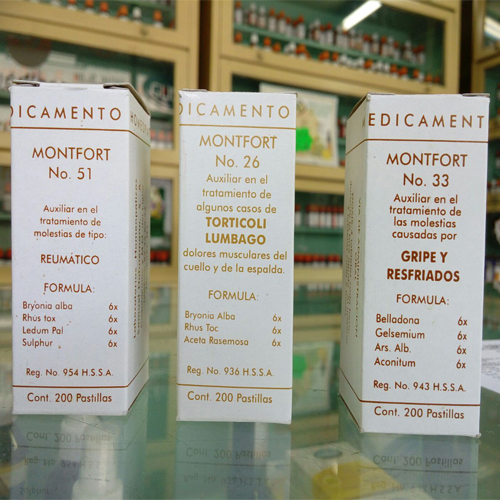 DICAMENTO
MONTFORT
No. 51
Auxiliar en el
tratamiento de
molestias de tipo:
REUMÁTICO
FORMULA:
Bryonia alba 6x
Rhus tox 6x
Ledum Pal 6x
Sulphur 6x
Reg. No. 954 H.S.S.A.
Cont. 200 Pastillas
DICAMENTO
MONTFORT
No. 26
Auxiliar en el
tratamiento de
algunos casos de
TORTICOLI
LUMBAGO
dolores musculares del
cuello y de la espalda.
FORMULA:
Bryonia Alba 6x
Rhus Toc 6x
Aceta Rasemosa 6x
Reg. No. 936 H.S.S.A.
Cont. 200 Pastillas
EDICAMENT
MONTFORT
No. 33
Auxiliar en el
tratamiento de
las molestias
causadas por
GRIPE Y
RESFRIADOS
FORMULA:
Belladona 6x
Gelsemium 6x
Ars. Alb. 6x
Aconitum 6x
Reg. No. 943 H.S.S.A.
Cont. 200 Pastillas